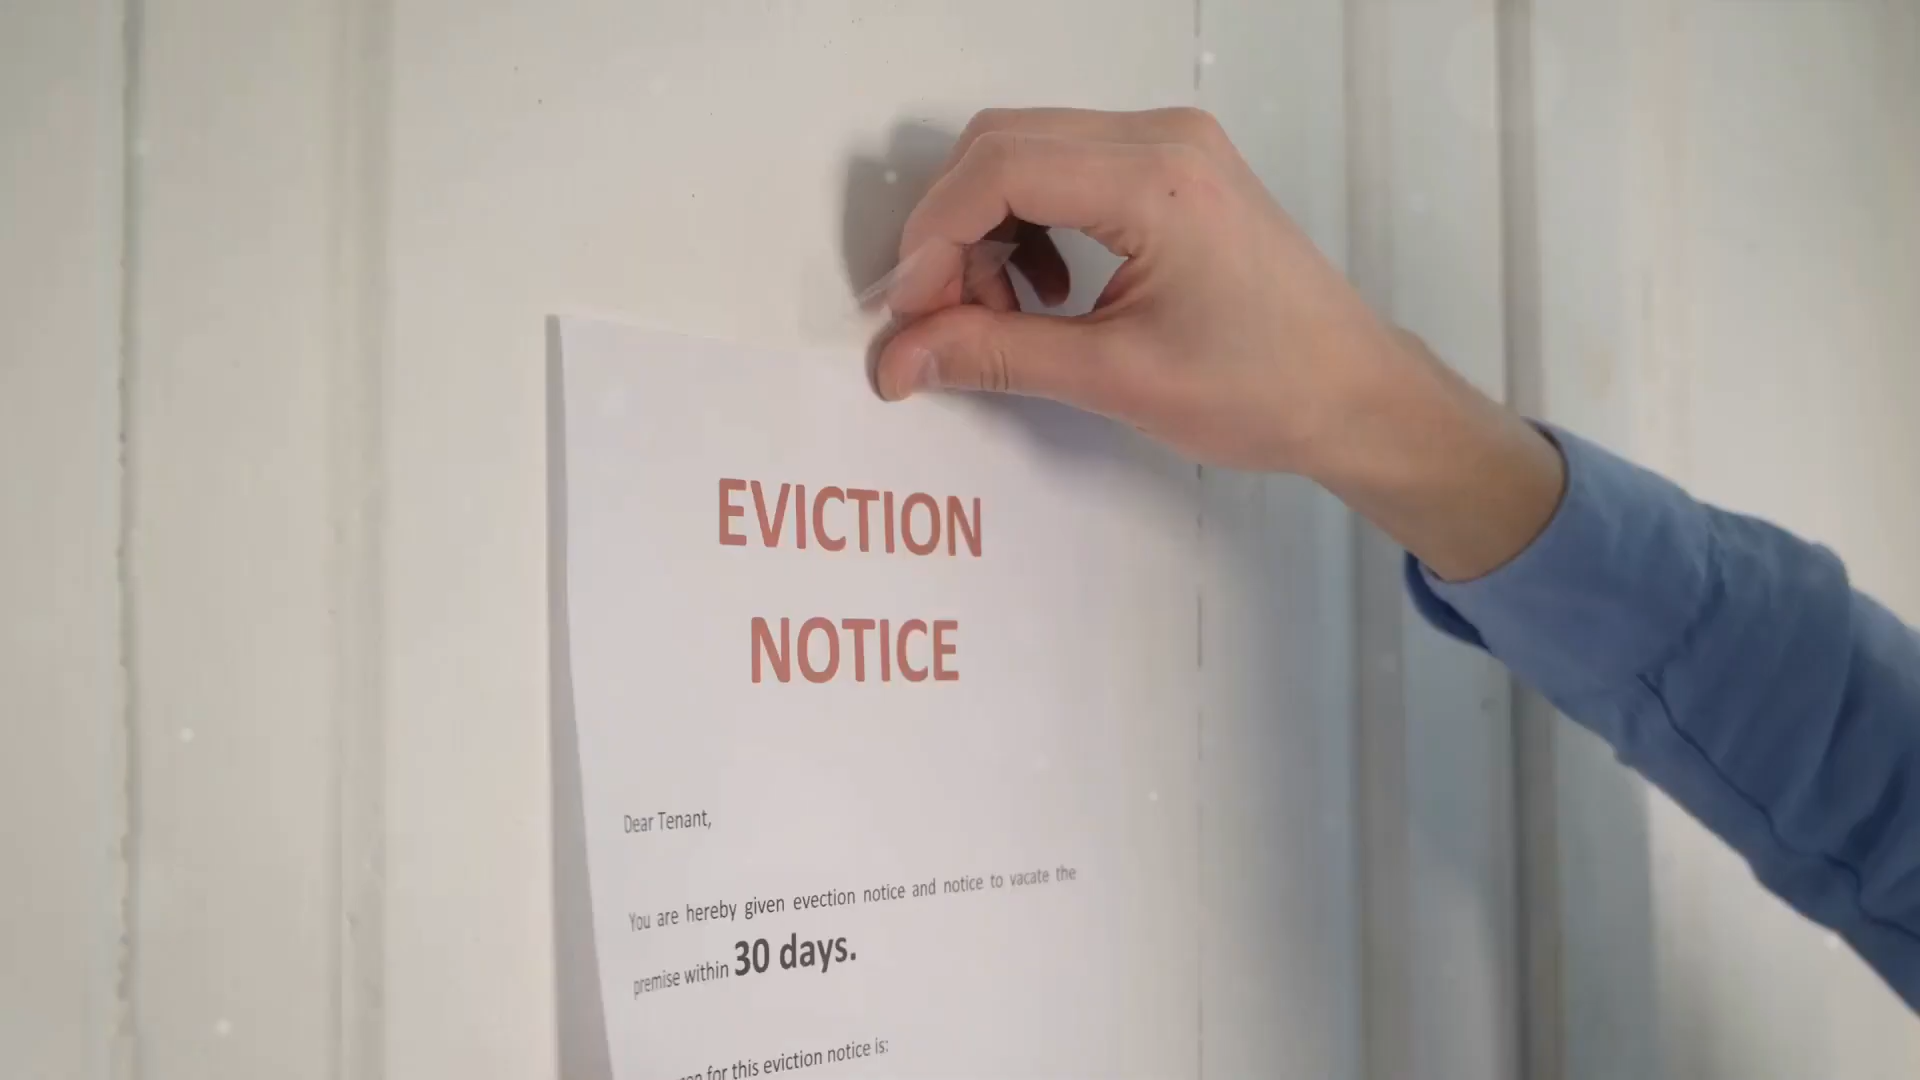 EVICTION
NOTICE
Dear Tenant,
You are hereby given evection notice and notice to vacate the
premise within 30 days.
for this eviction notice is: